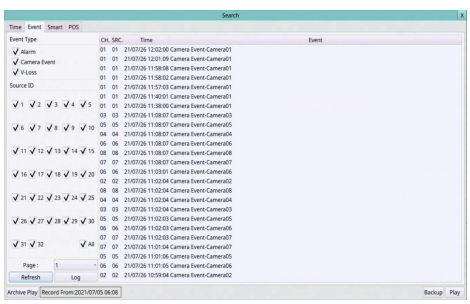 Search X
Time Event Smart POS
Event Type
Alarm
Camera Event
V-Loss
Source ID
1 2 3 4 5
6 7 8 9 10
11 12 13 14 15
16 17 18 19 20
21 22 23 24 25
26 27 28 29 30
31 32 All
Page : 1
Refresh Log
CH. SRC. Time Event
01 01 21/07/26 12:02:00 Camera Event-Camera01
01 01 21/07/26 12:01:09 Camera Event-Camera01
01 01 21/07/26 11:58:08 Camera Event-Camera01
01 01 21/07/26 11:58:02 Camera Event-Camera01
01 01 21/07/26 11:57:03 Camera Event-Camera01
01 01 21/07/26 11:40:01 Camera Event-Camera01
01 01 21/07/26 11:38:00 Camera Event-Camera01
03 03 21/07/26 11:08:07 Camera Event-Camera03
05 05 21/07/26 11:08:07 Camera Event-Camera05
04 04 21/07/26 11:08:07 Camera Event-Camera04
06 06 21/07/26 11:08:07 Camera Event-Camera06
08 08 21/07/26 11:08:07 Camera Event-Camera08
07 07 21/07/26 11:08:07 Camera Event-Camera07
06 06 21/07/26 11:03:01 Camera Event-Camera06
02 02 21/07/26 11:02:04 Camera Event-Camera02
08 08 21/07/26 11:02:04 Camera Event-Camera08
04 04 21/07/26 11:02:04 Camera Event-Camera04
03 03 21/07/26 11:02:04 Camera Event-Camera03
05 05 21/07/26 11:02:03 Camera Event-Camera05
06 06 21/07/26 11:02:03 Camera Event-Camera06
07 07 21/07/26 11:02:03 Camera Event-Camera07
07 07 21/07/26 11:01:04 Camera Event-Camera07
05 05 21/07/26 11:01:06 Camera Event-Camera05
06 06 21/07/26 11:01:05 Camera Event-Camera06
02 02 21/07/26 10:59:04 Camera Event-Camera02
Archive Play Record From:2021/07/05 06:08 Backup Play